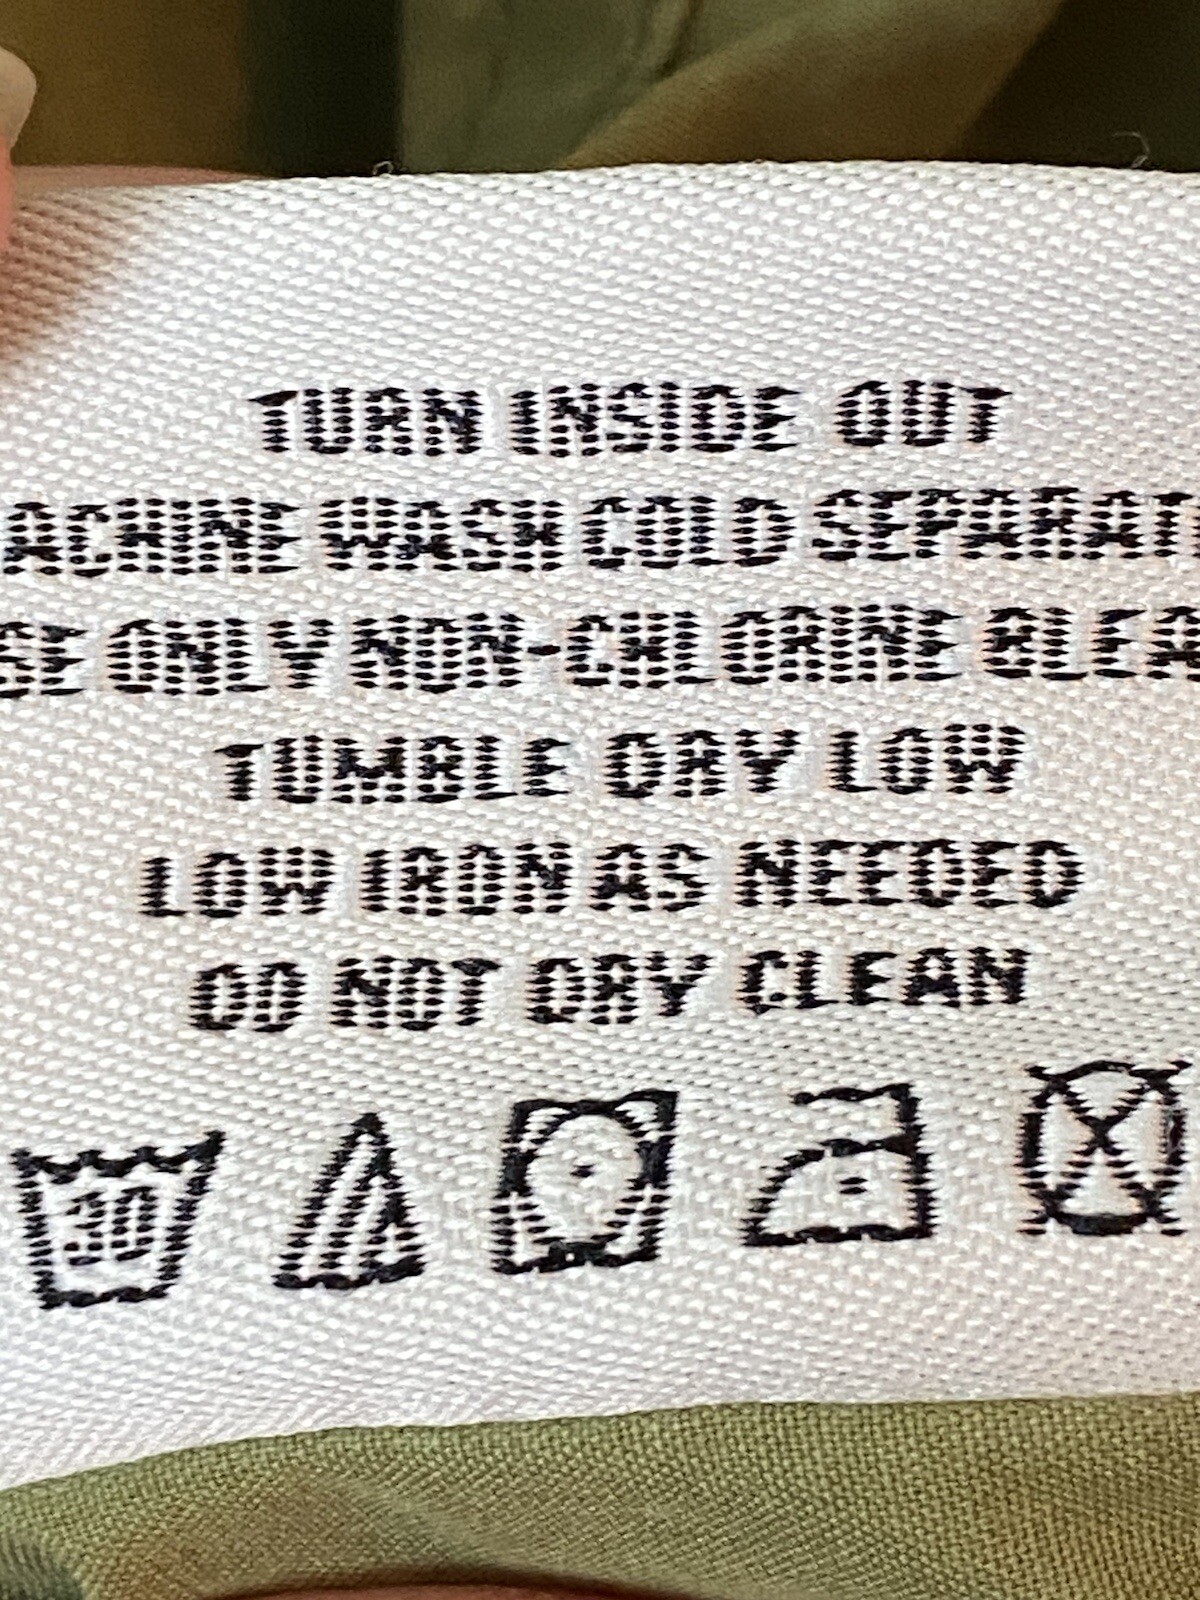 TURN INSIDE OUT
ACHINE WASH COLD SEPARAT
SE ONLY NON-CHLORINE BLEA
TUMBLE DRY LOW
LOW IRON AS NEEDED
DO NOT DRY CLEAN
30